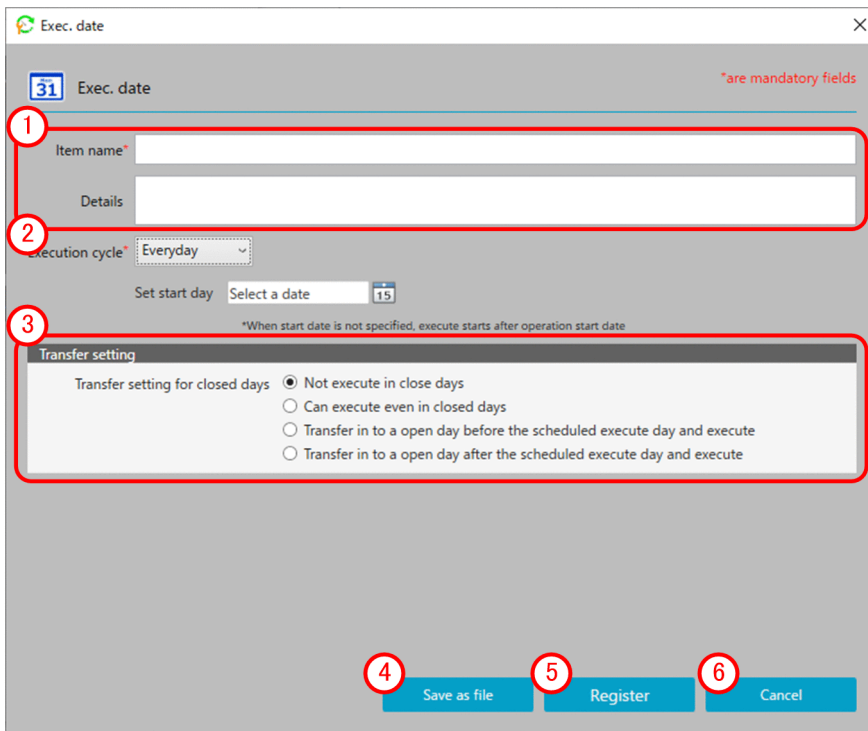 Exec. date
31 Exec. date
*are mandatory fields
1
Item name*
Details
2
Execution cycle* Everyday
Set start day Select a date 15
*When start date is not specified, execute starts after operation start date
3
Transfer setting
Transfer setting for closed days Not execute in close days
Can execute even in closed days
Transfer in to a open day before the scheduled execute day and execute
Transfer in to a open day after the scheduled execute day and execute
4 Save as file
5 Register
6 Cancel